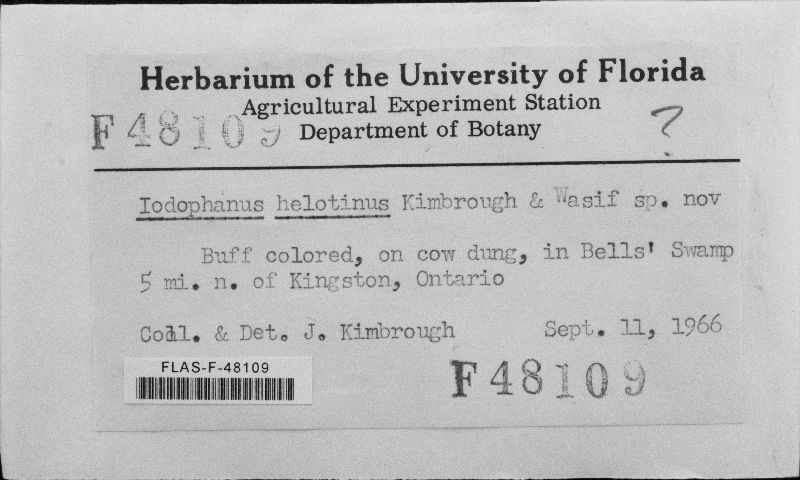 Herbarium of the University of Florida
Agricultural Experiment Station
F48109 Department of Botany ?
Iodophanus helotinus Kimbrough & Wasif sp. nov
Buff colored, on cow dung, in Bells' Swamp
5 mi. n. of Kingston, Ontario
Coll. & Det. J. Kimbrough Sept. 11, 1966
FLAS-F-48109
F48109